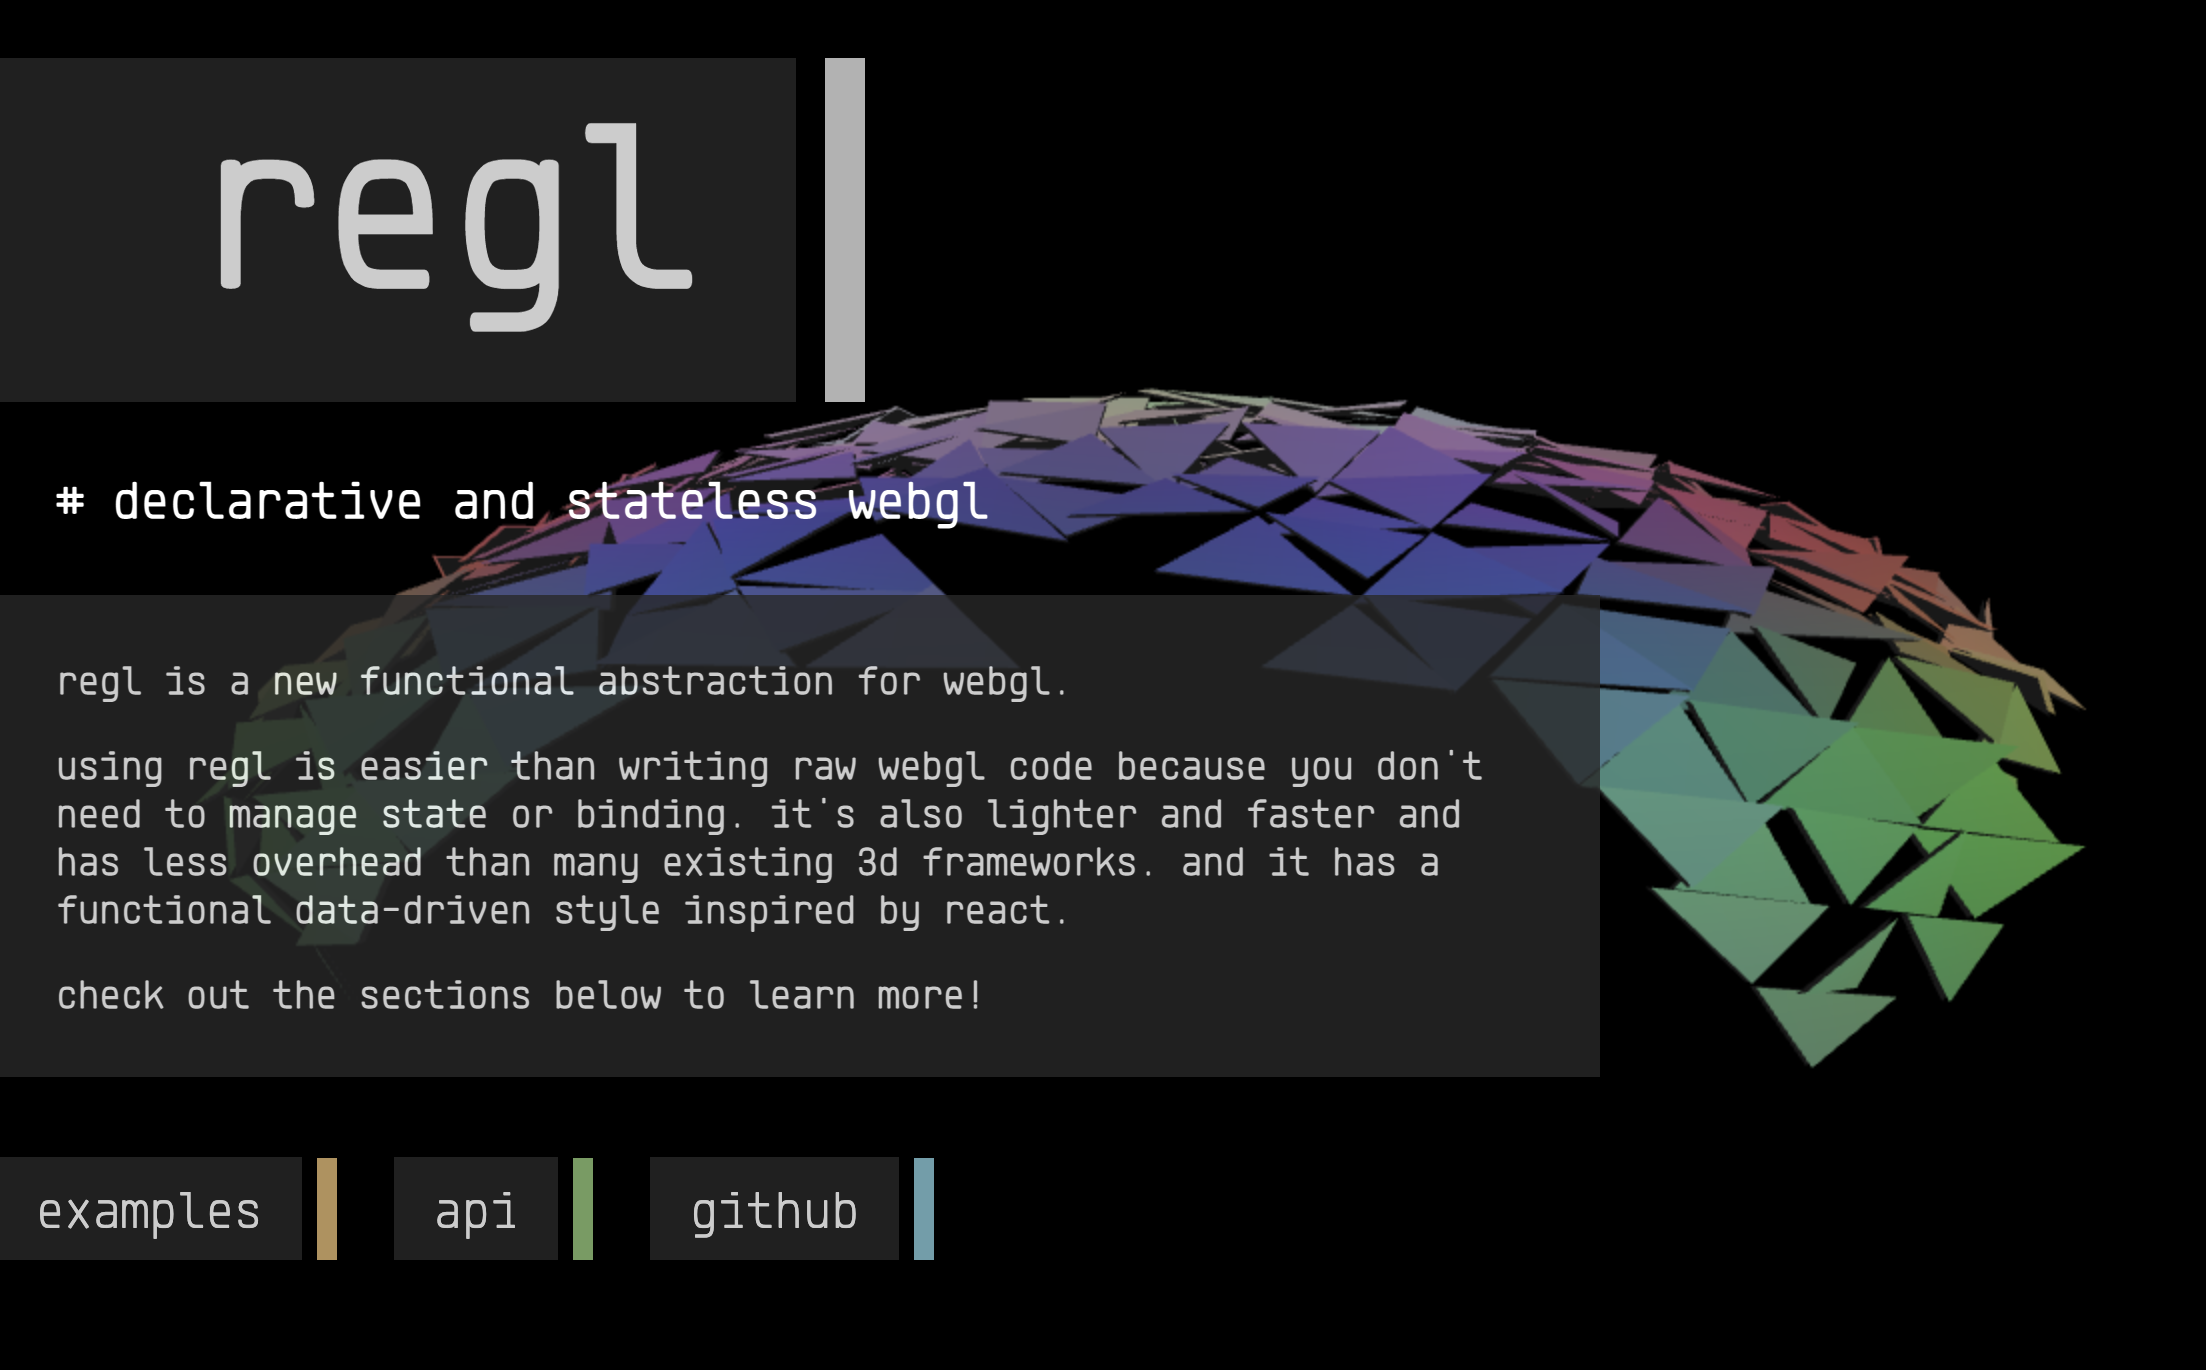 regl
# declarative and stateless webgl
regl is a new functional abstraction for webgl.
using regl is easier than writing raw webgl code because you don't
need to manage state or binding. it's also lighter and faster and
has less overhead than many existing 3d frameworks. and it has a
functional data-driven style inspired by react.
check out the sections below to learn more!
examples
api
github